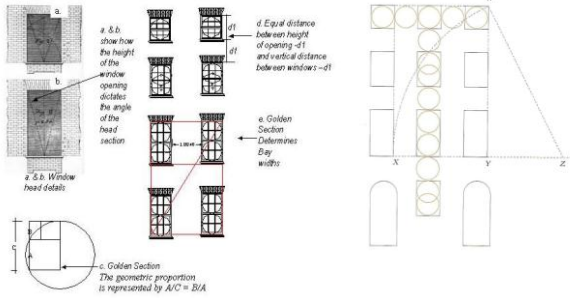 a.
a. &b.
show
how the
height
of the
window
opening
dictates
the angle
of the
head
section
b.
a. &b. Window
head details
d1
d1
d. Equal distance
between height
of opening -d1
and vertical distance
between windows –d1
e. Golden
Section
Determines
Bay
widths
B
A
C
c. Golden Section
The geometric proportion
is represented by A/C = B/A
X
Y
Z